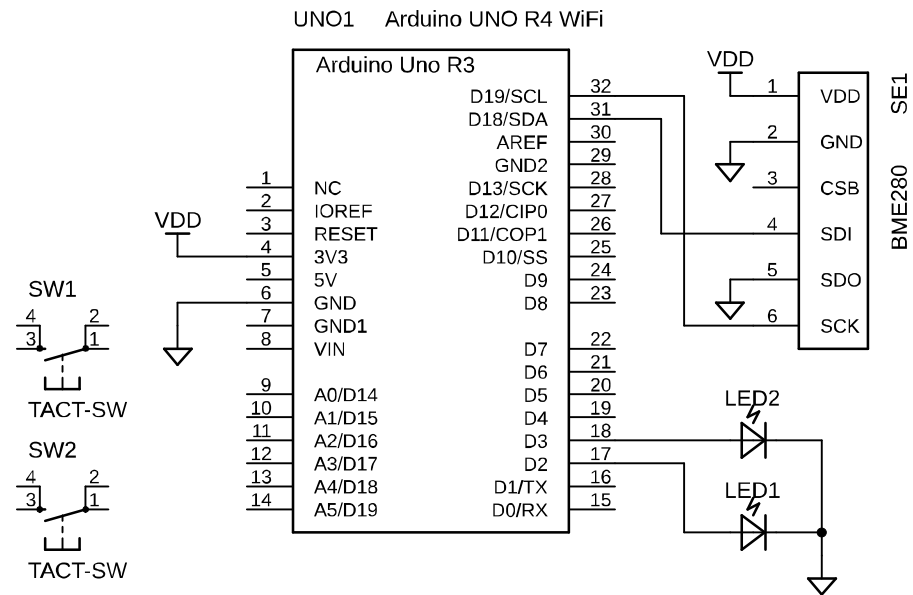 UNO1 Arduino UNO R4 WiFi
Arduino Uno R3
D19/SCL 32
D18/SDA 31
AREF 30
GND2 29
1 NC
D13/SCK 28
2 IOREF
D12/CIP0 27
3 RESET
D11/COP1 26
VDD
4 3V3
D10/SS 25
5 5V
D9 24
6 GND
D8 23
7 GND1
8 VIN
D7 22
D6 21
9 A0/D14
D5 20
10 A1/D15
D4 19
11 A2/D16
D3 18
12 A3/D17
D2 17
13 A4/D18
D1/TX 16
14 A5/D19
D0/RX 15
SW1
4 2
3 1
TACT-SW
SW2
4 2
3 1
TACT-SW
VDD
1 VDD
2 GND
3 CSB
4 SDI
5 SDO
6 SCK
SE1
BME280
LED2
LED1